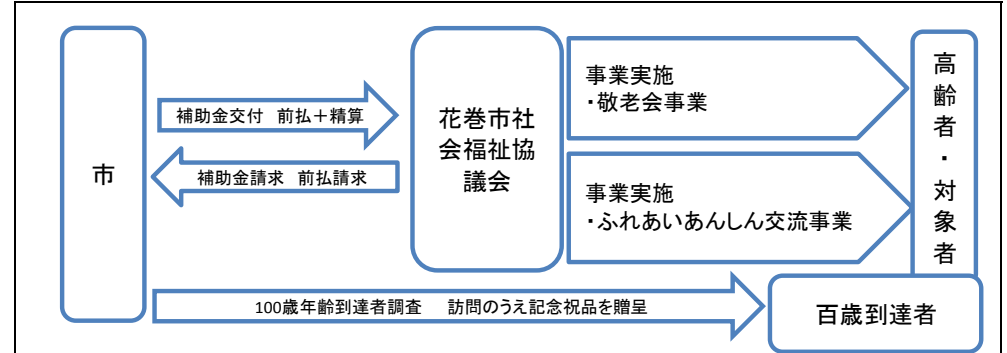 市
補助金交付 前払+精算
補助金請求 前払請求
花巻市社
会福祉協
議会
事業実施
・敬老会事業
事業実施
・ふれあいあんしん交流事業
高齢者・対象者
100歳年齢到達者調査 訪問のうえ記念祝品を贈呈
百歳到達者